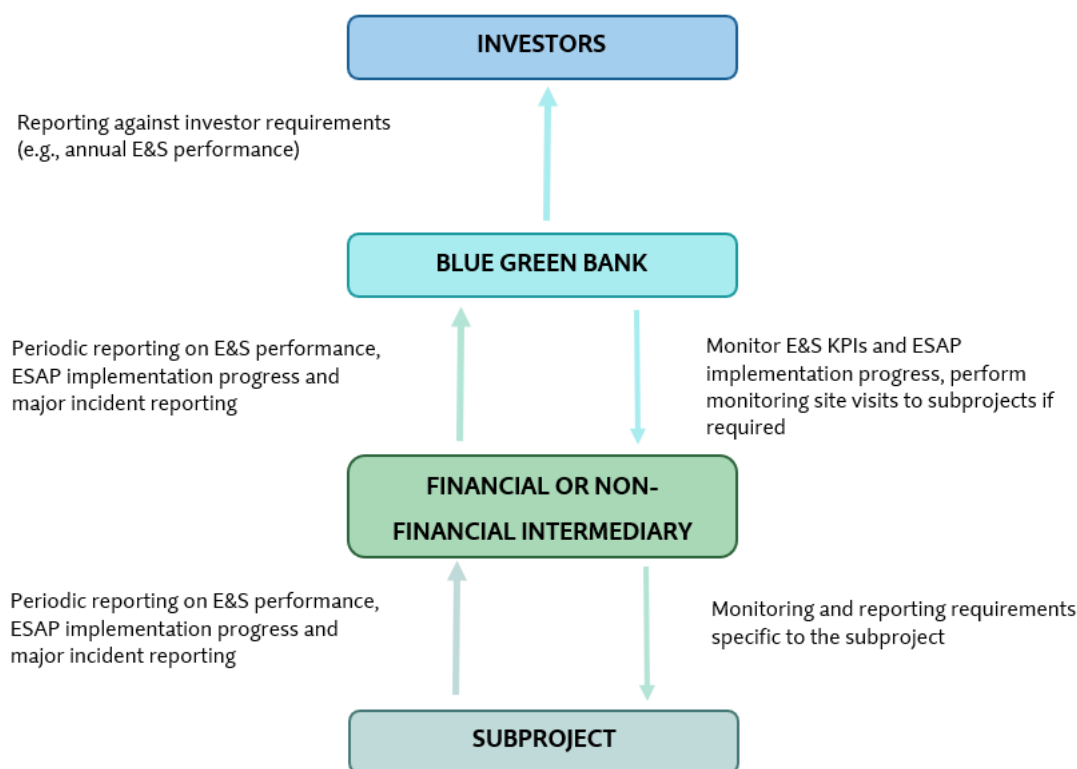 INVESTORS
Reporting against investor requirements
(e.g., annual E&S performance)
BLUE GREEN BANK
Periodic reporting on E&S performance,
ESAP implementation progress and
major incident reporting
Monitor E&S KPIs and ESAP
implementation progress, perform
monitoring site visits to subprojects if
required
FINANCIAL OR NON-
FINANCIAL INTERMEDIARY
Periodic reporting on E&S performance,
ESAP implementation progress and
major incident reporting
Monitoring and reporting requirements
specific to the subproject
SUBPROJECT